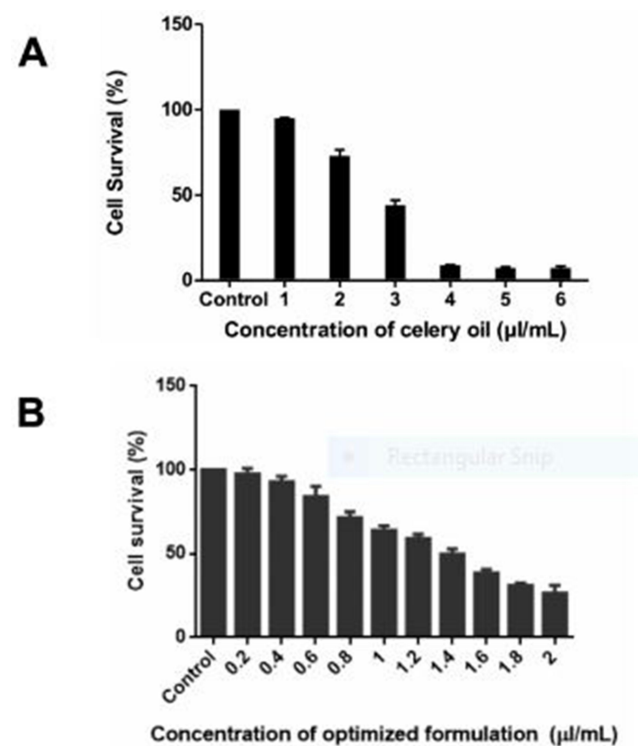 A
150
100
50
0
Cell Survival (%)
Control 1 2 3 4 5 6
Concentration of celery oil (µl/mL)
B
150
100
50
0
Cell survival (%)
Rectangular Snip
Control 0.2 0.4 0.6 0.8 1 1.2 1.4 1.6 1.8 2
Concentration of optimized formulation (µl/mL)